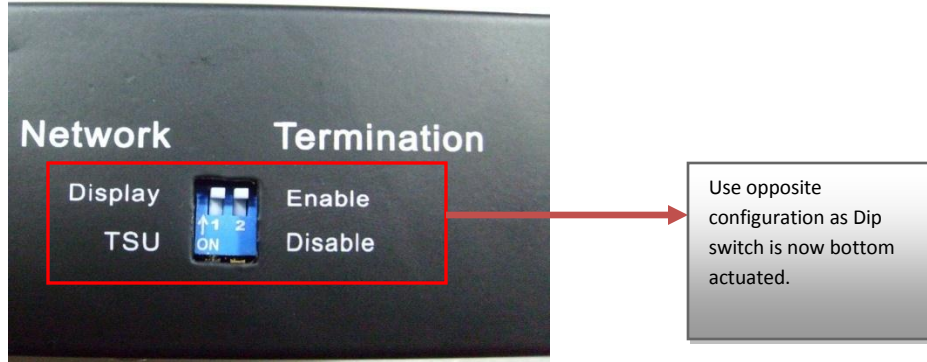 Network Termination
Display Enable
↑ 1 2
TSU ON Disable
Use opposite
configuration as Dip
switch is now bottom
actuated.